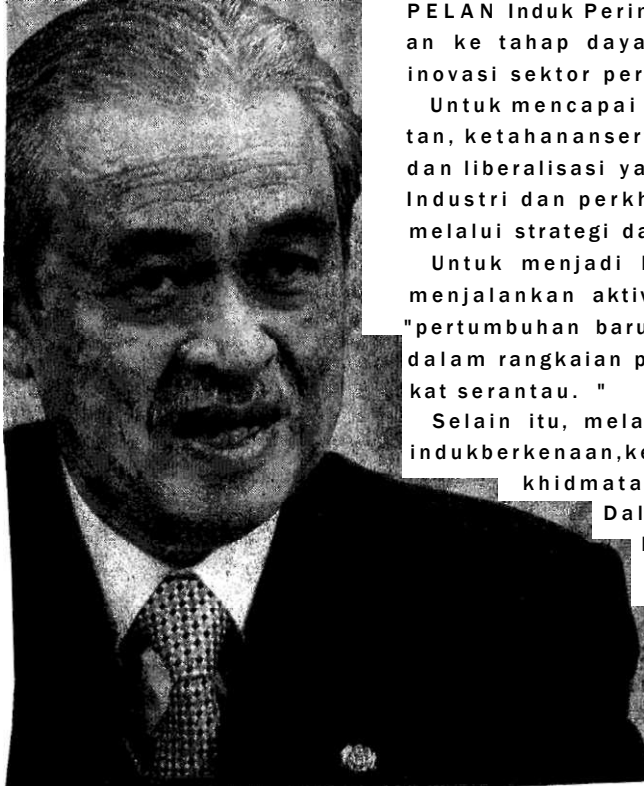 PELAN Induk Perin
an ke tahap daya
inovasi sektor per
Untuk mencapai
tan, ketahananser
dan liberalisasi ya
Industri dan perkh
melalui strategi da
Untuk menjadi
menjalankan aktiv
"pertumbuhan baru
dalam rangkaian p
kat serantau. "
Selain itu, mela
indukberkenaan,ke
khidmata
Dal